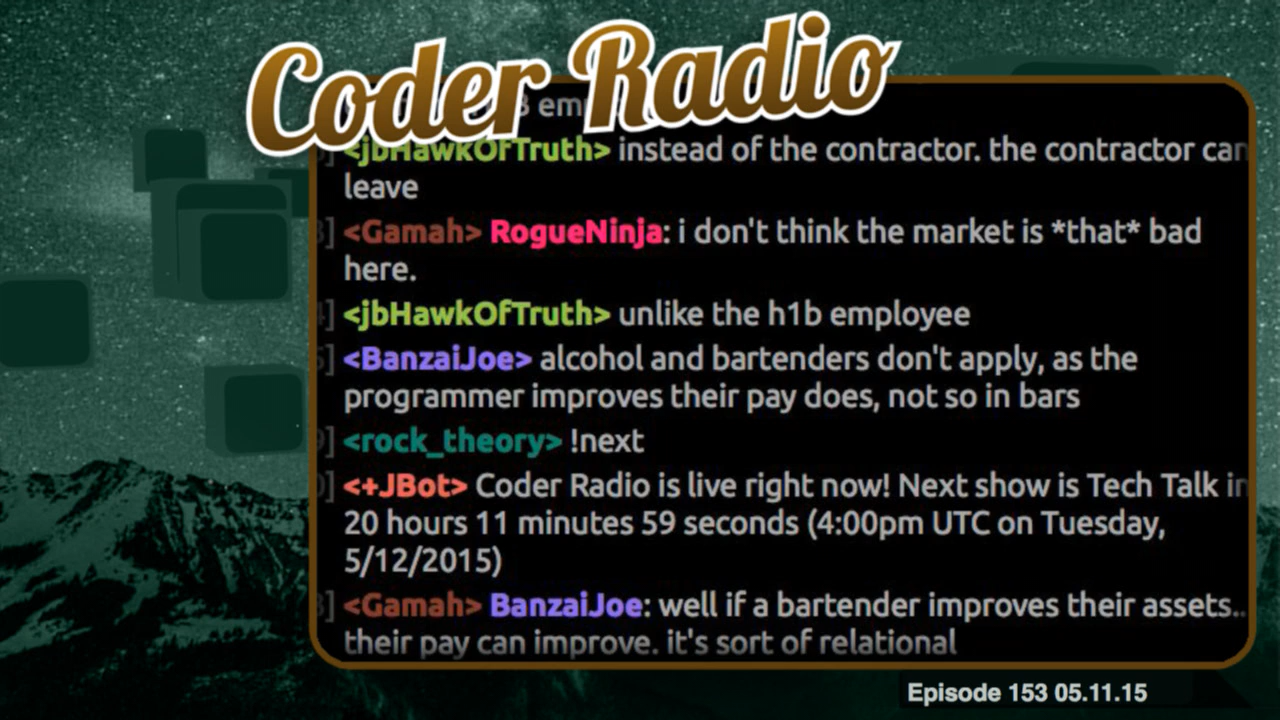 Coder Radio
<jbHawkOfTruth> instead of the contractor. the contractor can
leave
<Gamah> RogueNinja: i don't think the market is *that* bad
here.
<jbHawkOfTruth> unlike the h1b employee
<BanzaiJoe> alcohol and bartenders don't apply, as the
programmer improves their pay does, not so in bars
<rock_theory> !next
<+JBot> Coder Radio is live right now! Next show is Tech Talk in
20 hours 11 minutes 59 seconds (4:00pm UTC on Tuesday,
5/12/2015)
<Gamah> BanzaiJoe: well if a bartender improves their assets..
their pay can improve. it's sort of relational
Episode 153 05.11.15